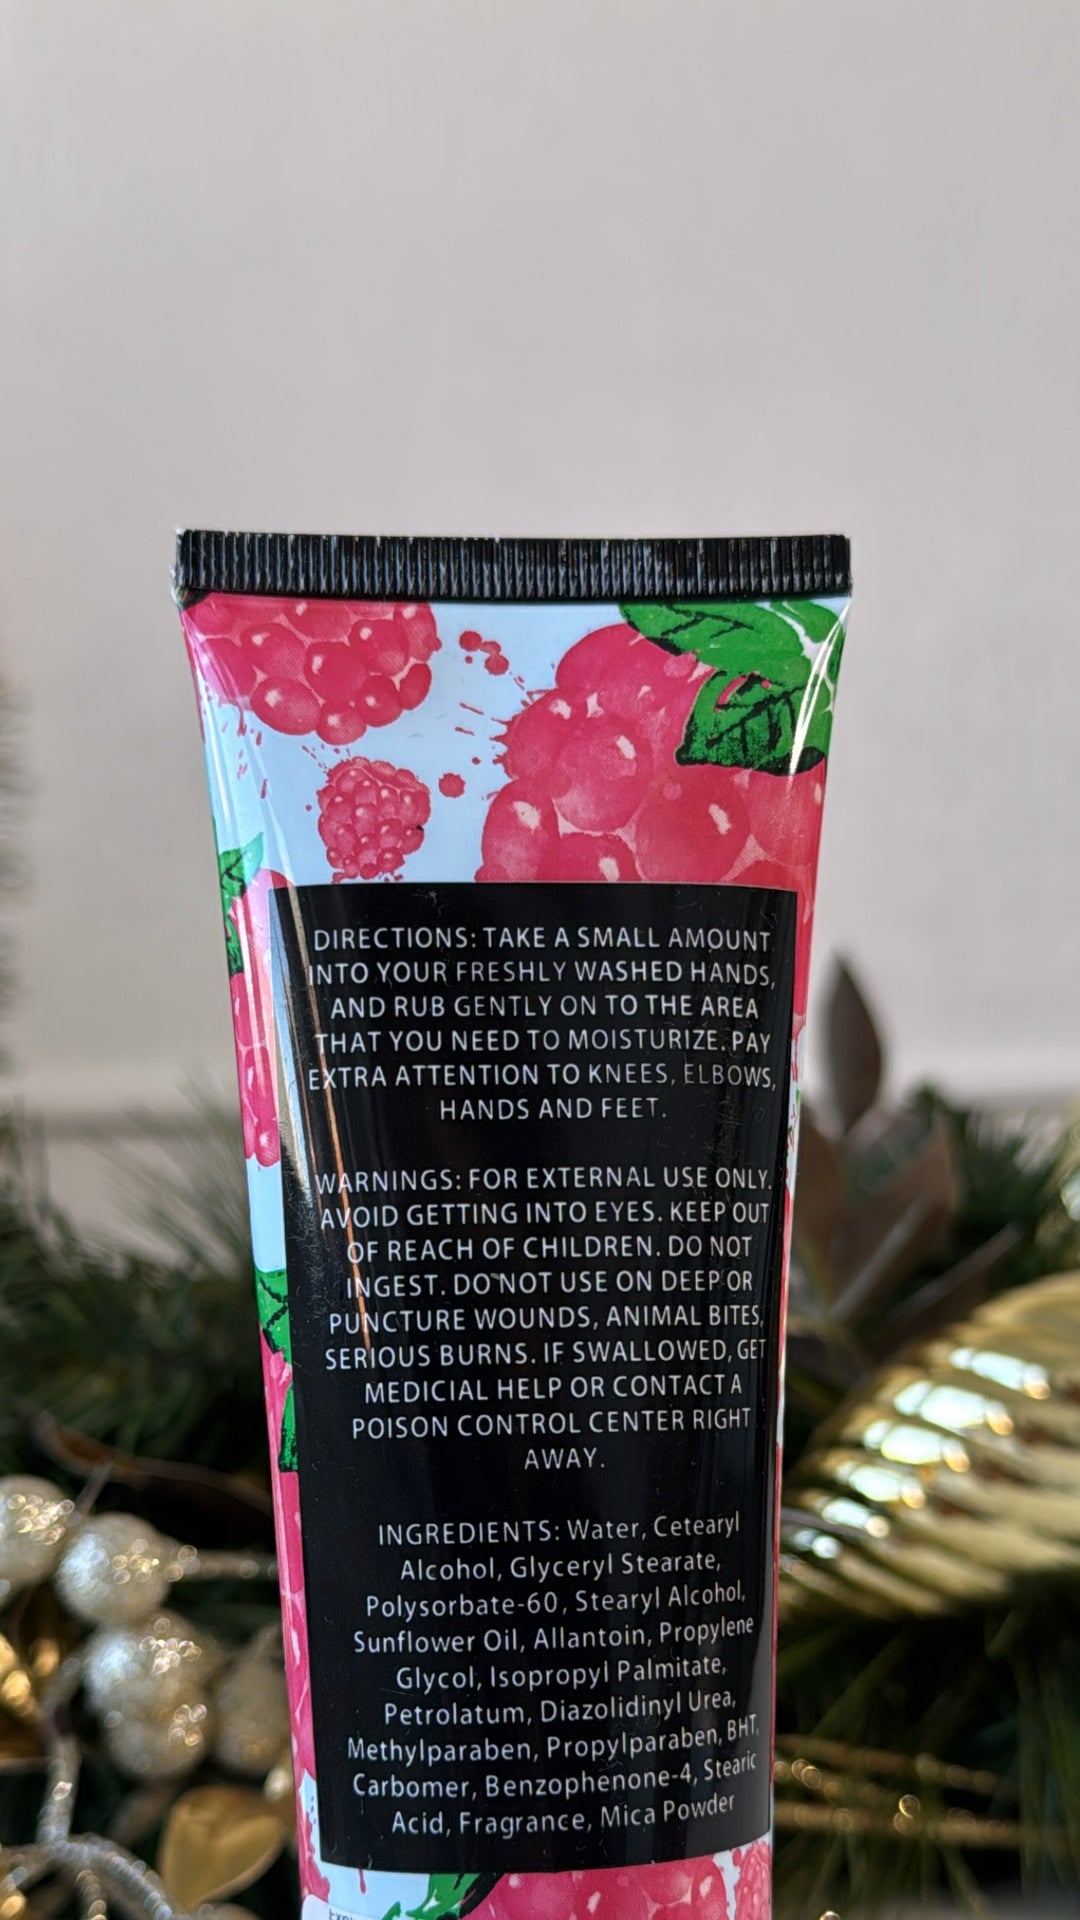 DIRECTIONS: TAKE A SMALL AMOUNT
INTO YOUR FRESHLY WASHED HANDS,
AND RUB GENTLY ON TO THE AREA
THAT YOU NEED TO MOISTURIZE. PAY
EXTRA ATTENTION TO KNEES, ELBOWS,
HANDS AND FEET.
WARNINGS: FOR EXTERNAL USE ONLY.
AVOID GETTING INTO EYES. KEEP OUT
OF REACH OF CHILDREN. DO NOT
INGEST. DO NOT USE ON DEEP OR
PUNCTURE WOUNDS, ANIMAL BITES,
SERIOUS BURNS. IF SWALLOWED, GET
MEDICIAL HELP OR CONTACT A
POISON CONTROL CENTER RIGHT
AWAY.
INGREDIENTS: Water, Cetearyl
Alcohol, Glyceryl Stearate,
Polysorbate-60, Stearyl Alcohol,
Sunflower Oil, Allantoin, Propylene
Glycol, Isopropyl Palmitate,
Petrolatum, Diazolidinyl Urea,
Methylparaben, Propylparaben, BHT,
Carbomer, Benzophenone-4, Stearic
Acid, Fragrance, Mica Powder